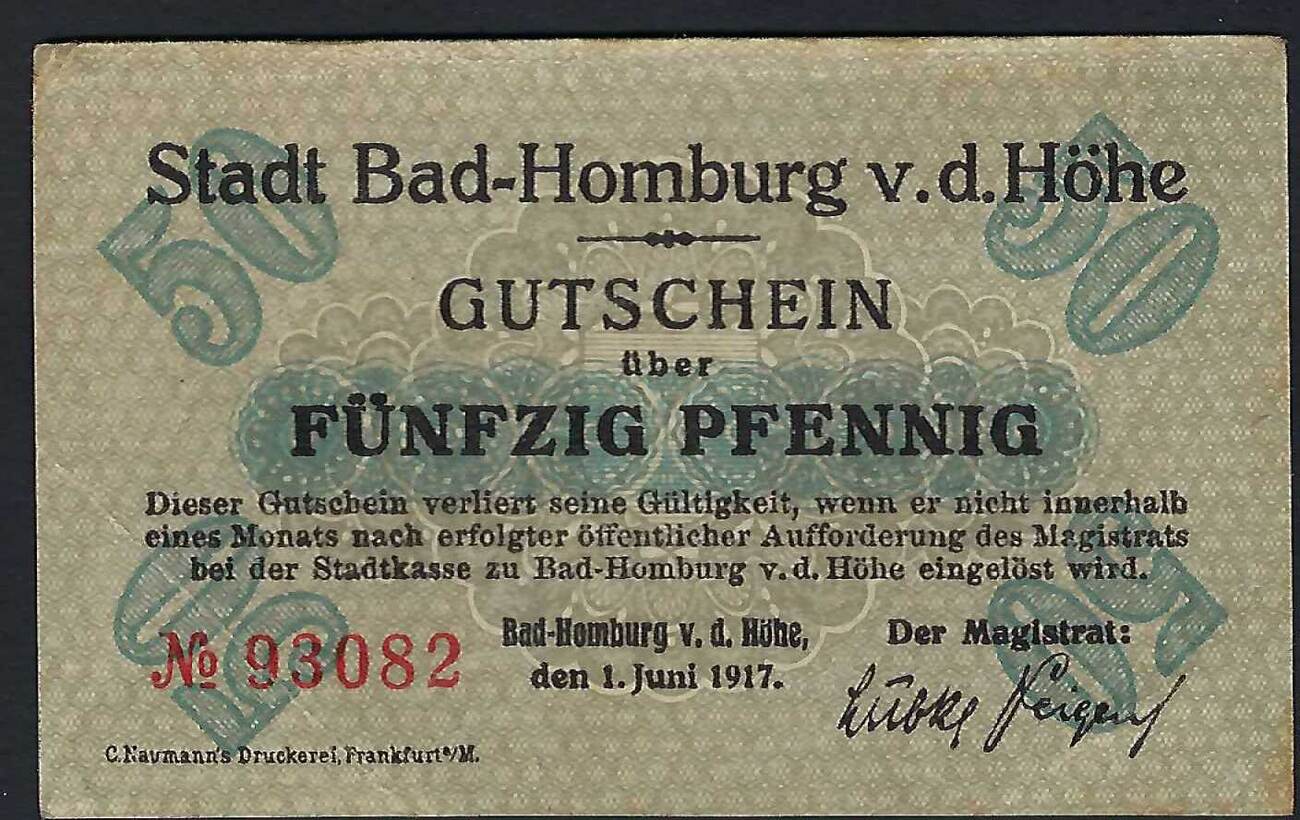 50 50
Stadt Bad-Homburg v. d. Höhe
GUTSCHEIN
über
FÜNFZIG PFENNIG
Dieser Gutschein verliert seine Gültigkeit, wenn er nicht innerhalb
eines Monats nach erfolgter öffentlicher Aufforderung des Magistrats
bei der Stadtkasse zu Bad-Homburg v. d. Höhe eingelöst wird.
50 50
№ 93082
Bad-Homburg v. d. Höhe,
den 1. Juni 1917.
Der Magistrat:
Lübke
C. Naumann's Druckerei, Frankfurt a/M.